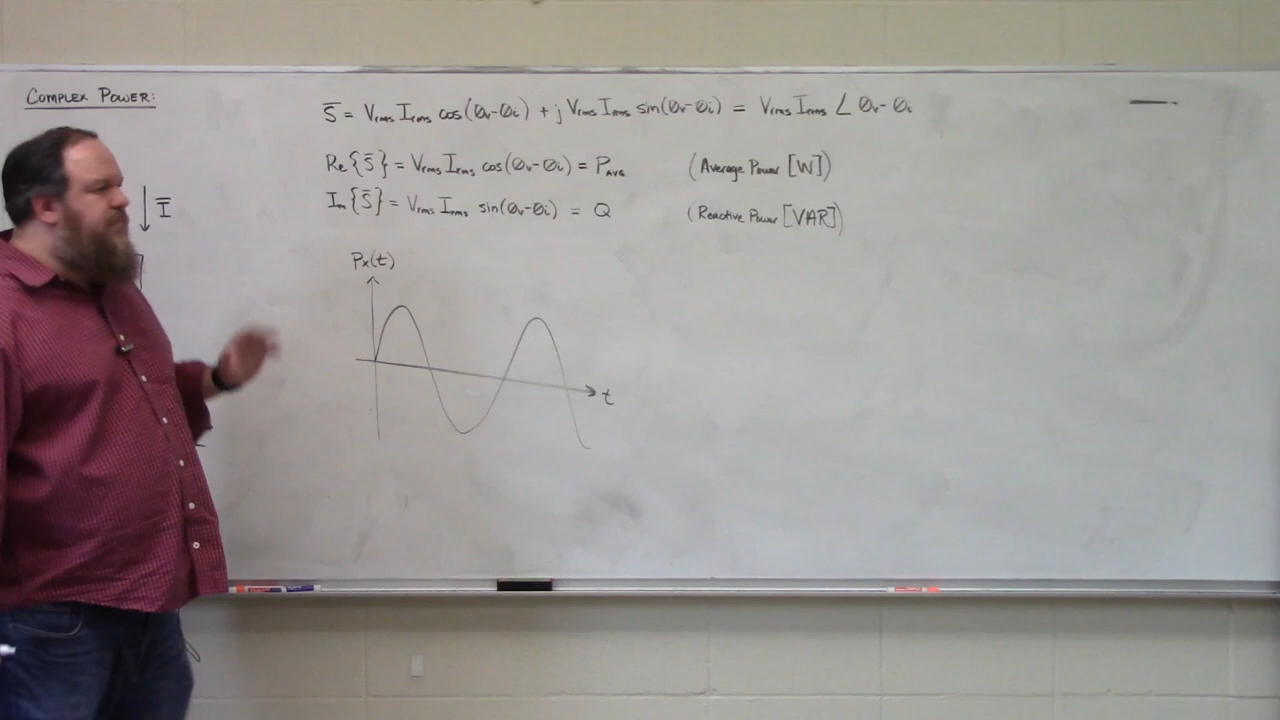 COMPLEX POWER:
S̅ = Vrms Irms cos(θv-θi) + j Vrms Irms sin(θv-θi) = Vrms Irms ∠ θv-θi
Re{S̅} = Vrms Irms cos(θv-θi) = PAVG (Average Power [W])
I̅
Im{S̅} = Vrms Irms sin(θv-θi) = Q (Reactive Power [VAR])
Px(t)
t